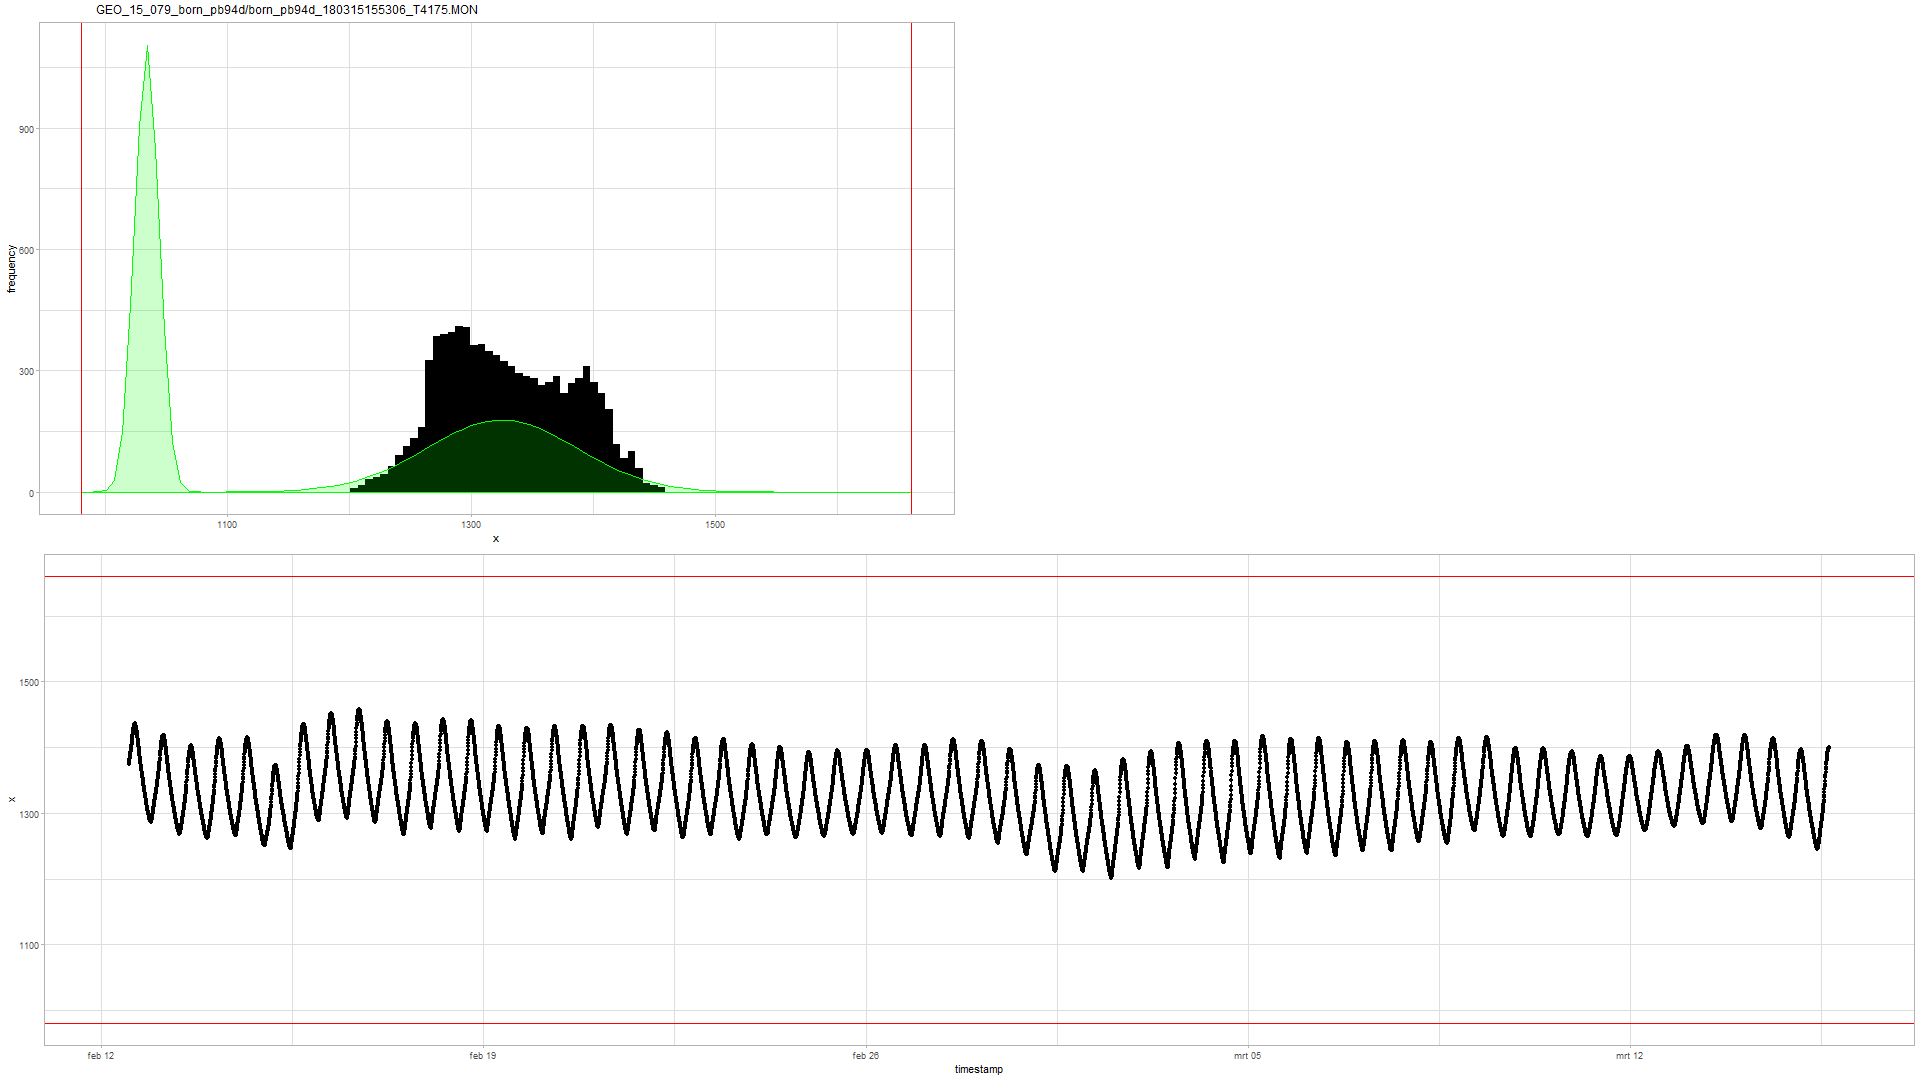 GEO_15_079_born_pb94d/born_pb94d_180315155306_T4175.MON
900
600
300
0
frequency
1100
1300
1500
x
1500
1300
1100
x
feb 12
feb 19
feb 26
mrt 05
mrt 12
timestamp